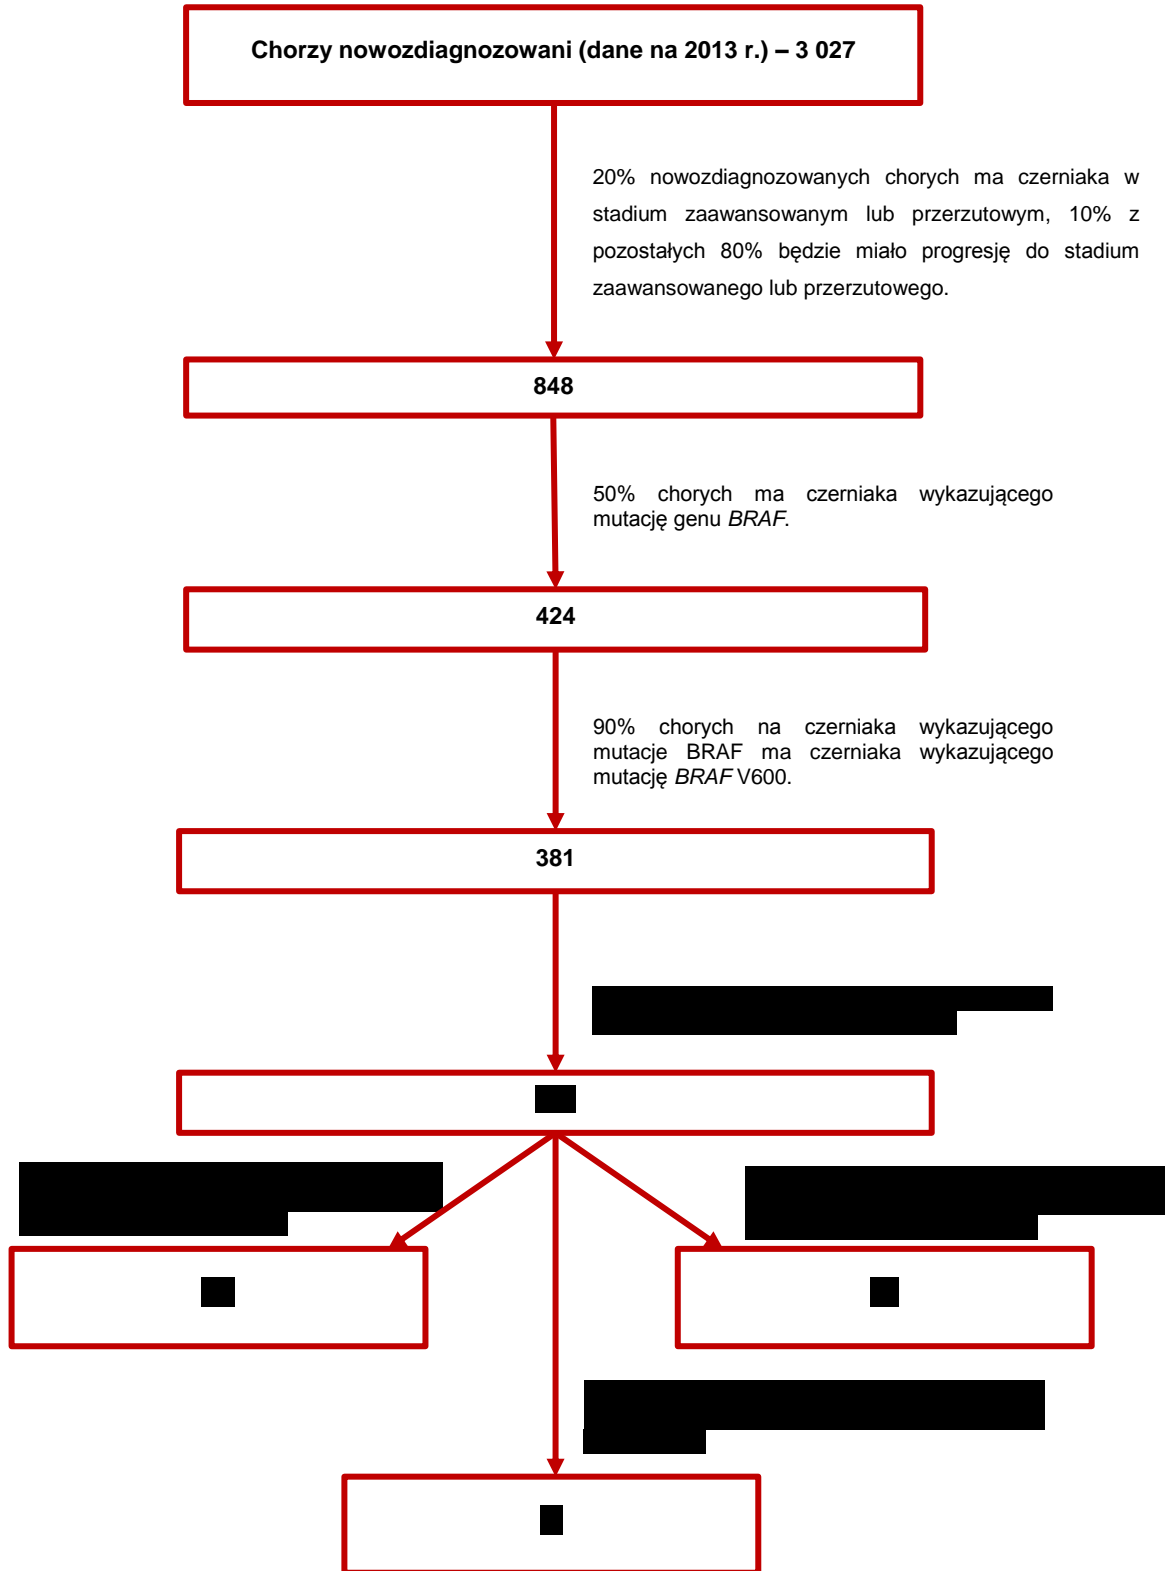 Chorzy nowozdiagnozowani (dane na 2013 r.) – 3 027
20% nowozdiagnozowanych chorych ma czerniaka w
stadium zaawansowanym lub przerzutowym, 10% z
pozostałych 80% będzie miało progresję do stadium
zaawansowanego lub przerzutowego.
848
50% chorych ma czerniaka wykazującego
mutację genu BRAF.
424
90% chorych na czerniaka wykazującego
mutacje BRAF ma czerniaka wykazującego
mutację BRAF V600.
381